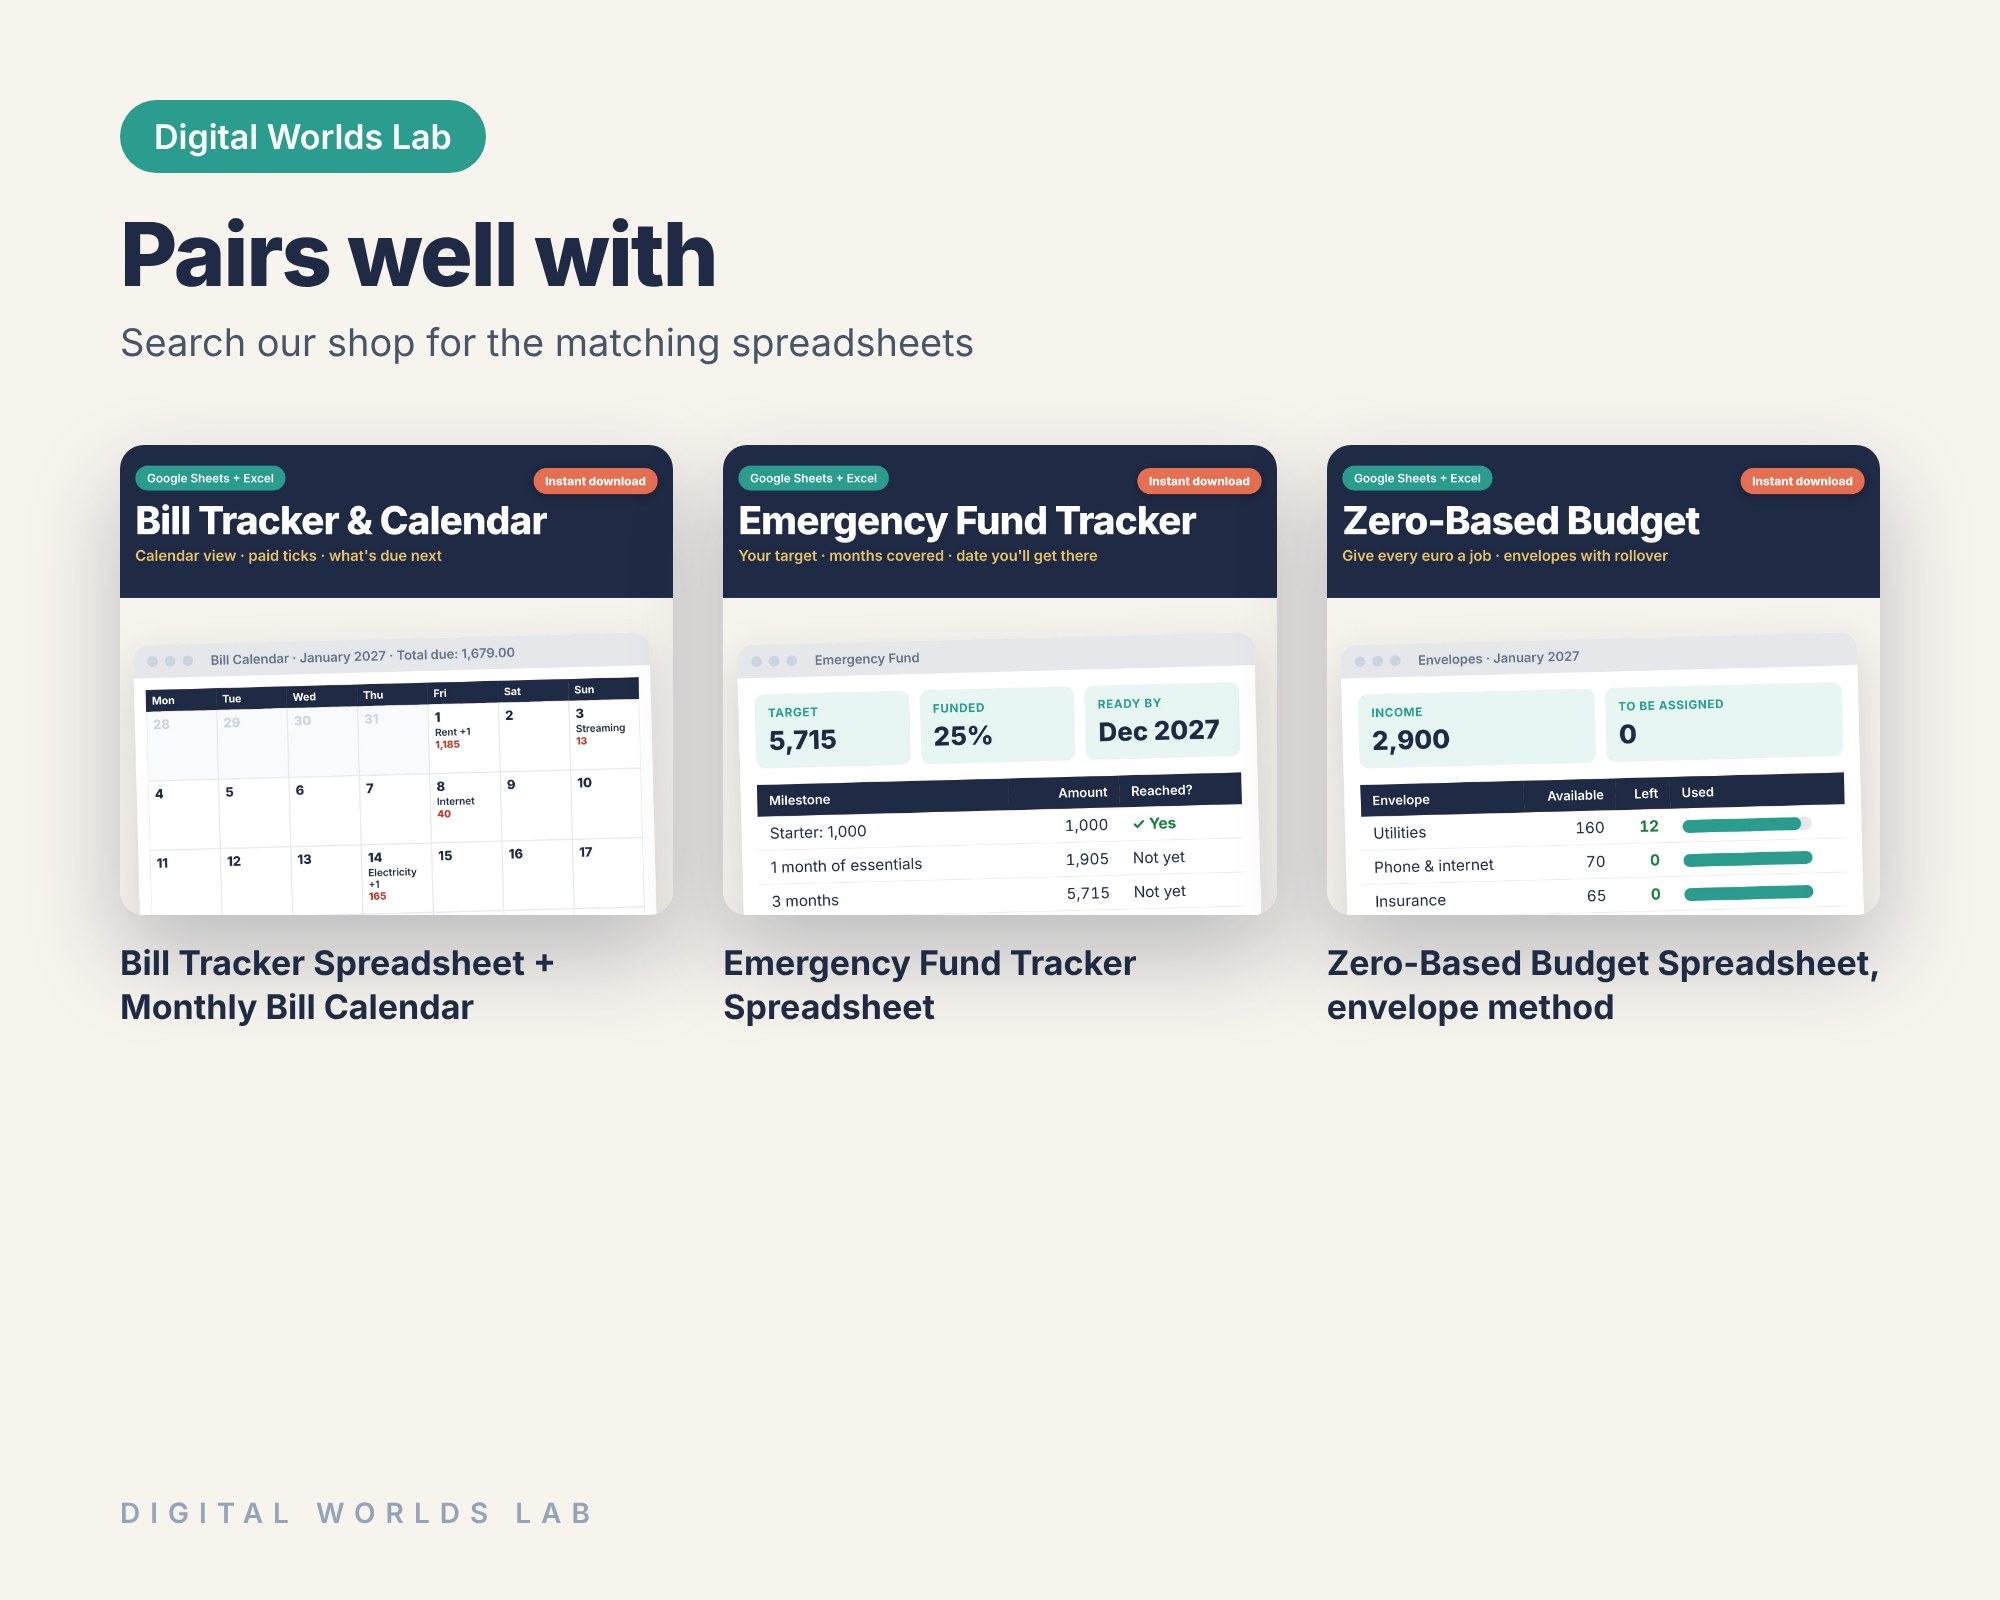 Digital Worlds Lab
Pairs well with
Search our shop for the matching spreadsheets
Google Sheets + Excel
Instant download
Bill Tracker & Calendar
Calendar view · paid ticks · what's due next
Bill Calendar · January 2027 · Total due: 1,679.00
Mon Tue Wed Thu Fri Sat Sun
28 29 30 31 1 2 3
Rent +1 Streaming
1,185 13
4 5 6 7 8 9 10
Internet
40
11 12 13 14 15 16 17
Electricity
+1
165
Bill Tracker Spreadsheet +
Monthly Bill Calendar
Google Sheets + Excel
Instant download
Emergency Fund Tracker
Your target · months covered · date you'll get there
Emergency Fund
TARGET FUNDED READY BY
5,715 25% Dec 2027
Milestone Amount Reached?
Starter: 1,000 1,000 ✓ Yes
1 month of essentials 1,905 Not yet
3 months 5,715 Not yet
Emergency Fund Tracker
Spreadsheet
Google Sheets + Excel
Instant download
Zero-Based Budget
Give every euro a job · envelopes with rollover
Envelopes · January 2027
INCOME TO BE ASSIGNED
2,900 0
Envelope Available Left Used
Utilities 160 12
Phone & internet 70 0
Insurance 65 0
Zero-Based Budget Spreadsheet,
envelope method
DIGITAL WORLDS LAB